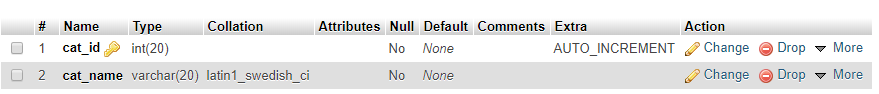 # Name Type Collation Attributes Null Default Comments Extra Action
1 cat_id int(20) No None AUTO_INCREMENT Change Drop More
2 cat_name varchar(20) latin1_swedish_ci No None Change Drop More